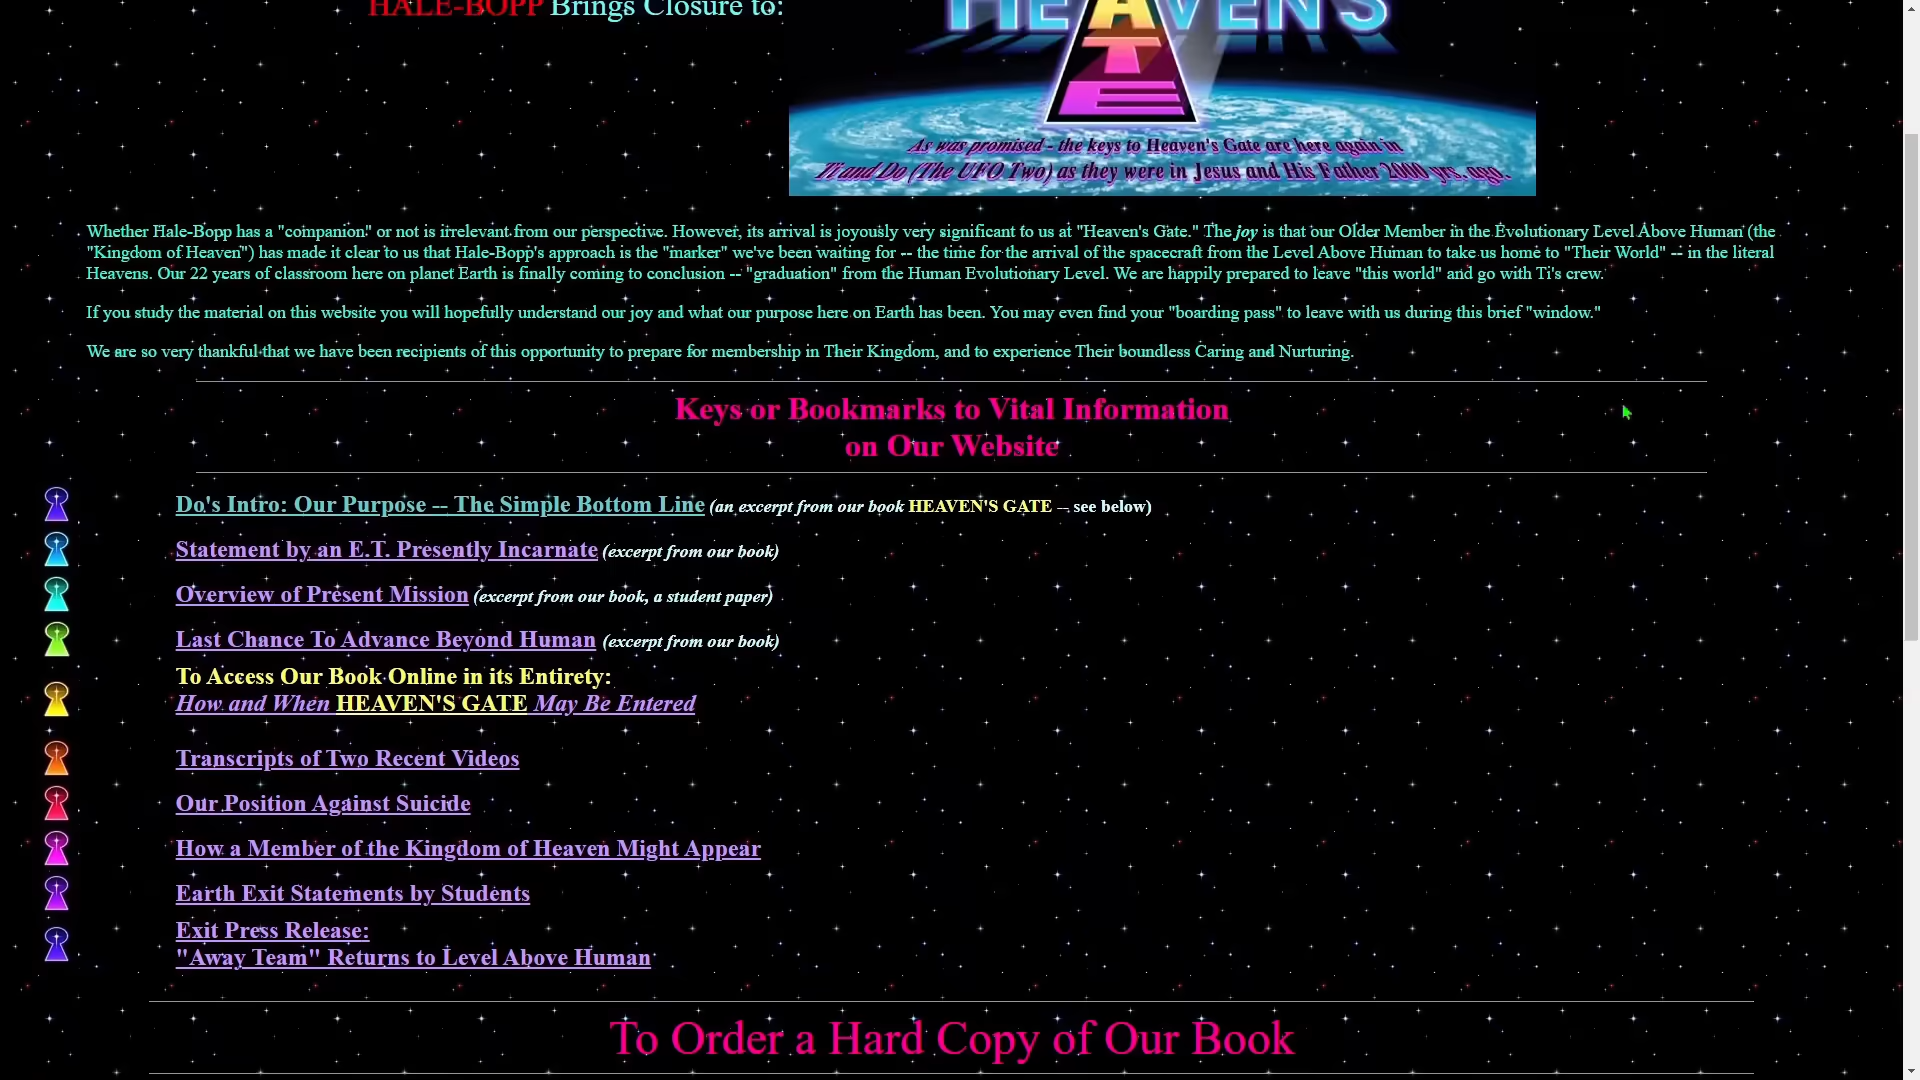 HALE-BOPP Brings Closure to:
HEAVEN'S
GATE
As was promised - the keys to Heaven's Gate are here again in
Ti and Do (The UFO Two) as they were in Jesus and His Father 2000 yrs. ago.
Whether Hale-Bopp has a "companion" or not is irrelevant from our perspective. However, its arrival is joyously very significant to us at "Heaven's Gate." The joy is that our Older Member in the Evolutionary Level Above Human (the
"Kingdom of Heaven") has made it clear to us that Hale-Bopp's approach is the "marker" we've been waiting for -- the time for the arrival of the spacecraft from the Level Above Human to take us home to "Their World" -- in the literal
Heavens. Our 22 years of classroom here on planet Earth is finally coming to conclusion -- "graduation" from the Human Evolutionary Level. We are happily prepared to leave "this world" and go with Ti's crew.
If you study the material on this website you will hopefully understand our joy and what our purpose here on Earth has been. You may even find your "boarding pass" to leave with us during this brief "window."
We are so very thankful that we have been recipients of this opportunity to prepare for membership in Their Kingdom, and to experience Their boundless Caring and Nurturing.
Keys or Bookmarks to Vital Information
on Our Website
Do's Intro: Our Purpose -- The Simple Bottom Line (an excerpt from our book HEAVEN'S GATE -- see below)
Statement by an E.T. Presently Incarnate (excerpt from our book)
Overview of Present Mission (excerpt from our book, a student paper)
Last Chance To Advance Beyond Human (excerpt from our book)
To Access Our Book Online in its Entirety:
How and When HEAVEN'S GATE May Be Entered
Transcripts of Two Recent Videos
Our Position Against Suicide
How a Member of the Kingdom of Heaven Might Appear
Earth Exit Statements by Students
Exit Press Release:
"Away Team" Returns to Level Above Human
To Order a Hard Copy of Our Book